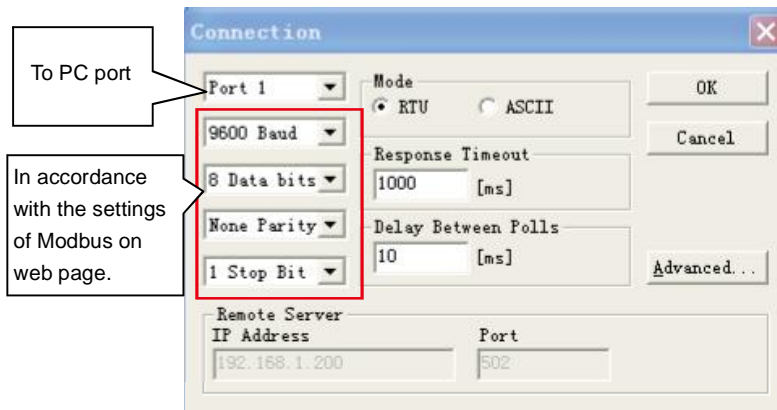 Connection
To PC port
Port 1
Mode
RTU ASCII
OK
9600 Baud
Cancel
Response Timeout
In accordance
with the settings
of Modbus on
web page.
8 Data bits
1000 [ms]
None Parity
Delay Between Polls
10 [ms]
1 Stop Bit
Advanced...
Remote Server
IP Address Port
192.168.1.200 502